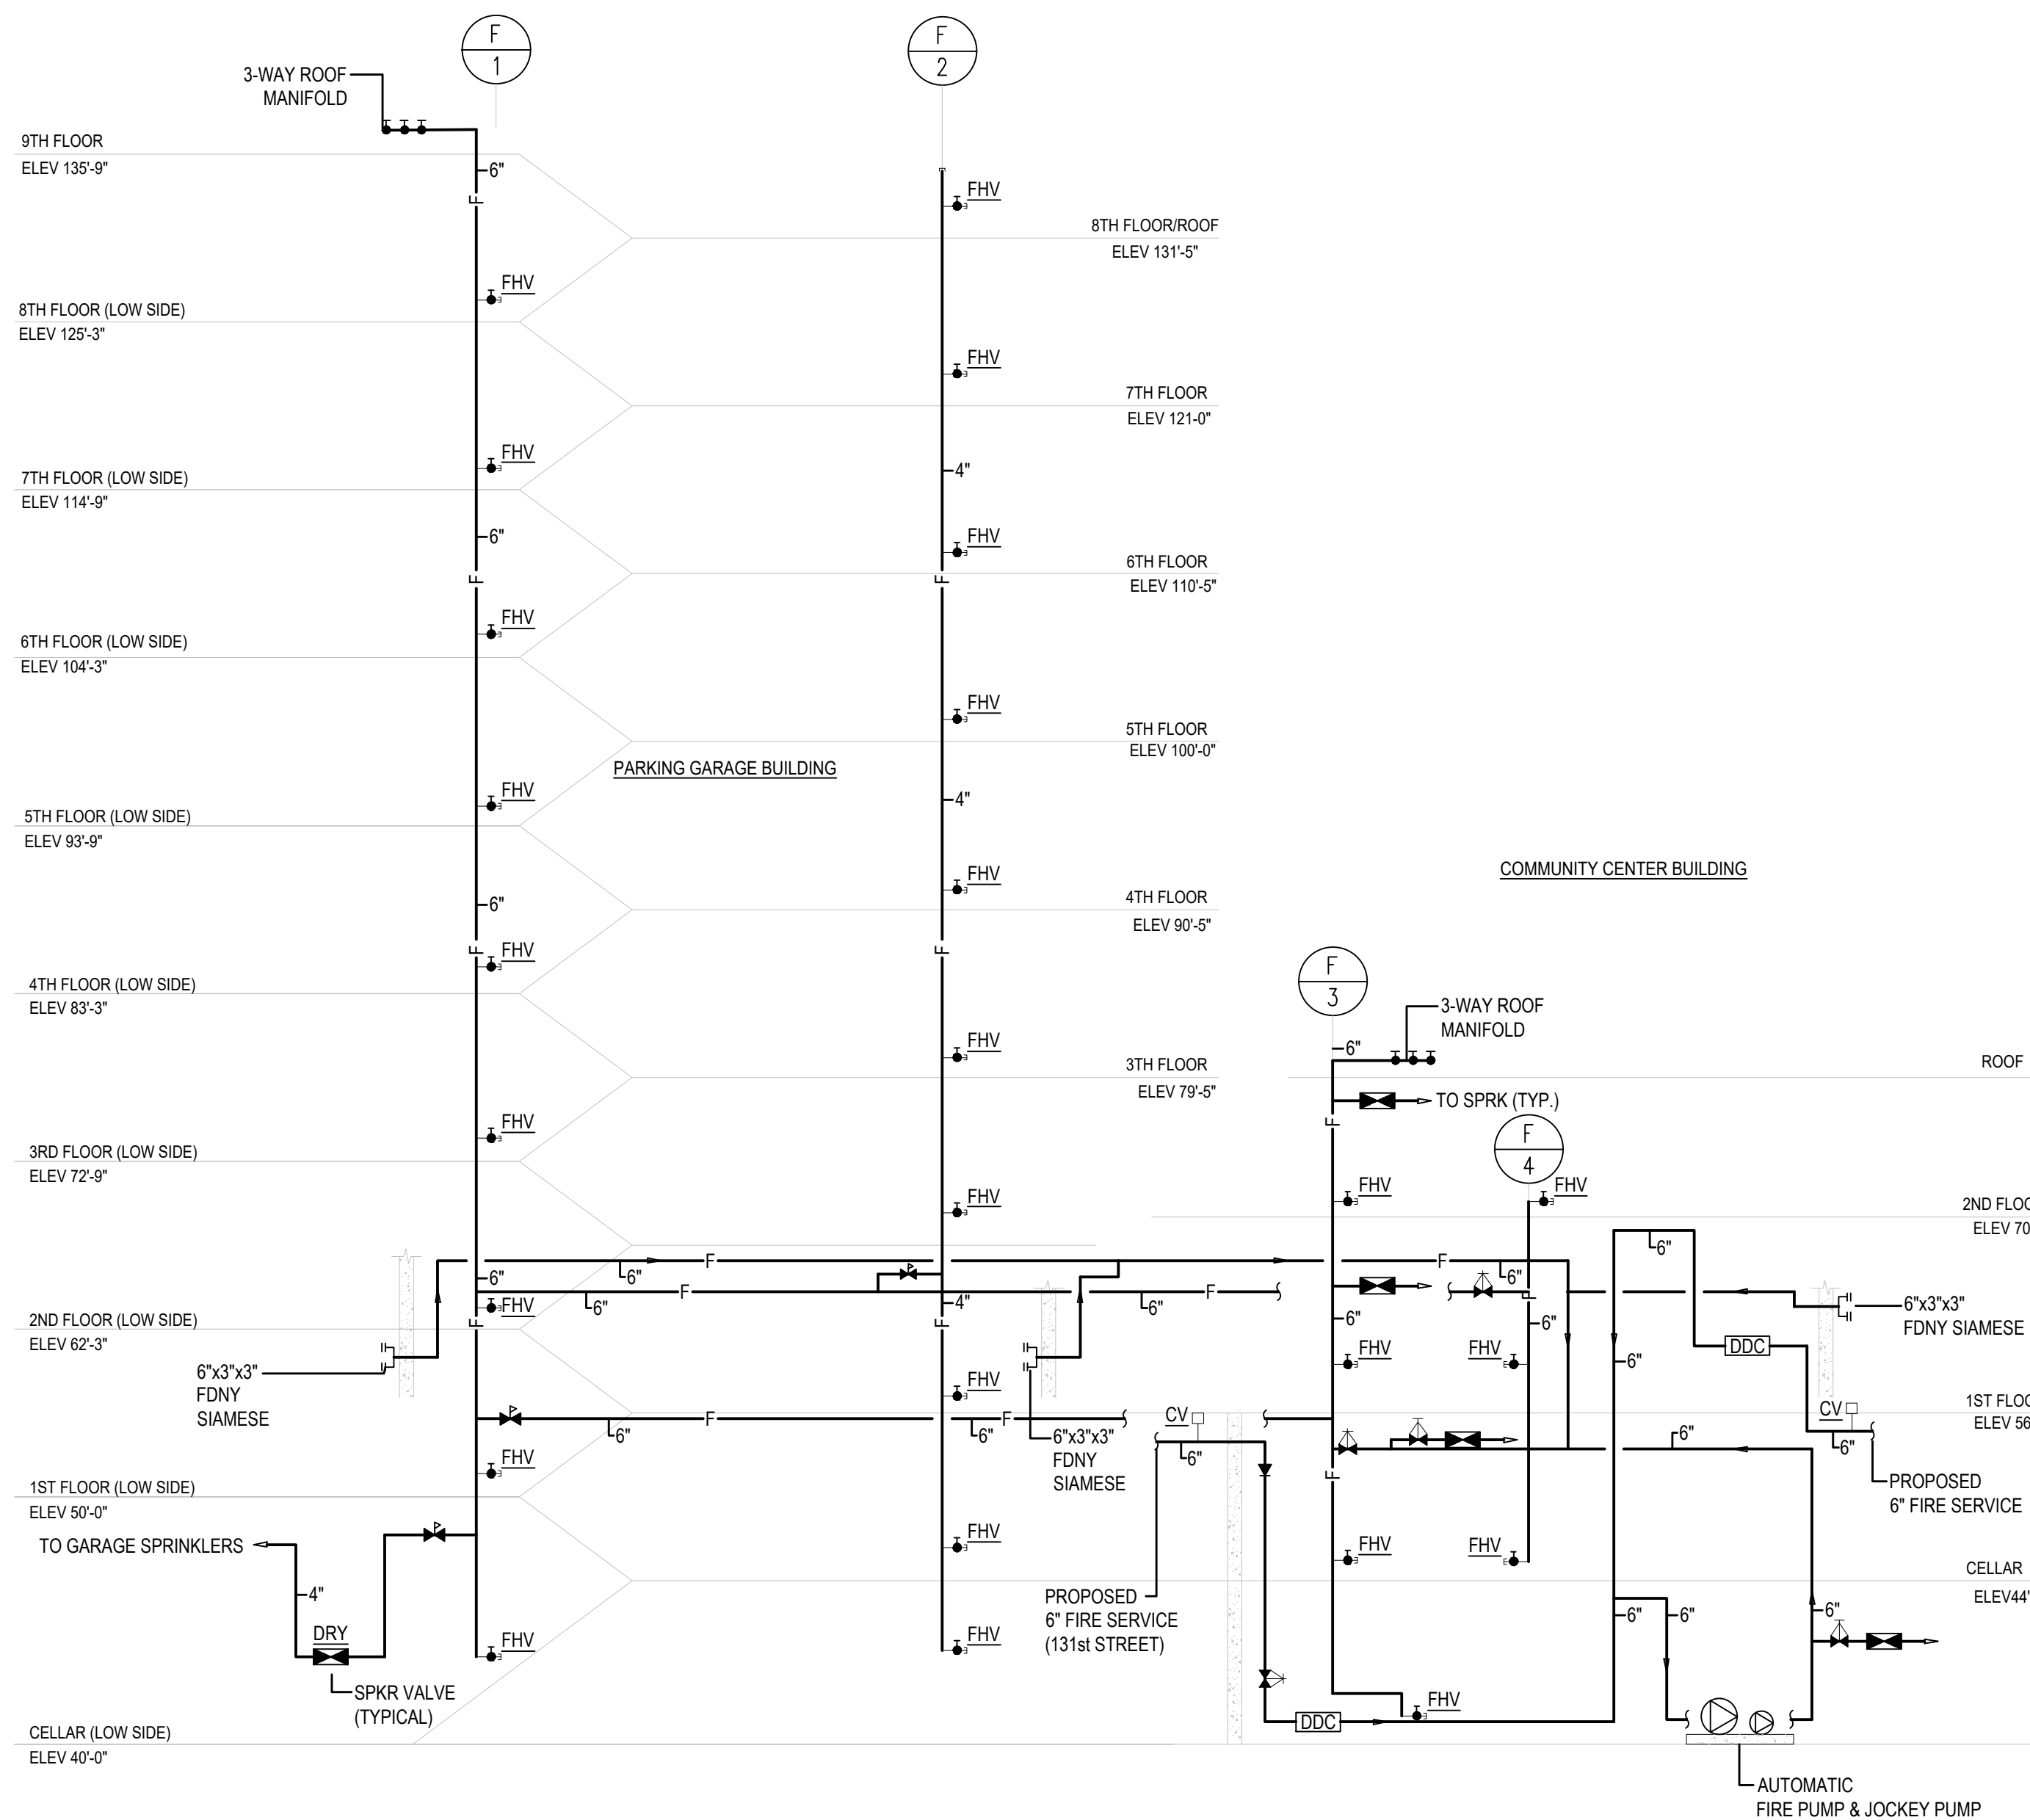 F
1
F
2
3-WAY ROOF
MANIFOLD
9TH FLOOR
ELEV 135'-9"
6"
F
FHV
8TH FLOOR/ROOF
ELEV 131'-5"
FHV
8TH FLOOR (LOW SIDE)
ELEV 125'-3"
FHV
7TH FLOOR
ELEV 121-0"
FHV
4"
7TH FLOOR (LOW SIDE)
ELEV 114'-9"
6"
FHV
6TH FLOOR
ELEV 110'-5"
F
F
FHV
6TH FLOOR (LOW SIDE)
ELEV 104'-3"
FHV
5TH FLOOR
ELEV 100'-0"
PARKING GARAGE BUILDING
FHV
4"
5TH FLOOR (LOW SIDE)
ELEV 93'-9"
COMMUNITY CENTER BUILDING
FHV
4TH FLOOR
ELEV 90'-5"
6"
F
FHV
F
4TH FLOOR (LOW SIDE)
ELEV 83'-3"
F
3
3-WAY ROOF
MANIFOLD
6"
FHV
3TH FLOOR
ELEV 79'-5"
ROOF
TO SPRK (TYP.)
F
FHV
F
4
3RD FLOOR (LOW SIDE)
ELEV 72'-9"
FHV
FHV
FHV
2ND FLOO
ELEV 70
F
F
6"
6"
6"
6"
FHV
6"
F
4"
6"
F
F
6"
F
6"
6"
6"x3"x3"
FDNY SIAMESE
2ND FLOOR (LOW SIDE)
ELEV 62'-3"
F
F
DDC
FHV
FHV
6"
6"x3"x3"
FDNY
SIAMESE
FHV
1ST FLOO
ELEV 56
CV
CV
F
6"
F
6"
6"x3"x3"
FDNY
SIAMESE
6"
6"
6"
FHV
F
1ST FLOOR (LOW SIDE)
ELEV 50'-0"
PROPOSED
6" FIRE SERVICE
TO GARAGE SPRINKLERS
FHV
FHV
FHV
CELLAR
ELEV44'
4"
PROPOSED
6" FIRE SERVICE
(131st STREET)
6"
6"
6"
DRY
FHV
FHV
SPKR VALVE
(TYPICAL)
FHV
DDC
CELLAR (LOW SIDE)
ELEV 40'-0"
AUTOMATIC
FIRE PUMP & JOCKEY PUMP